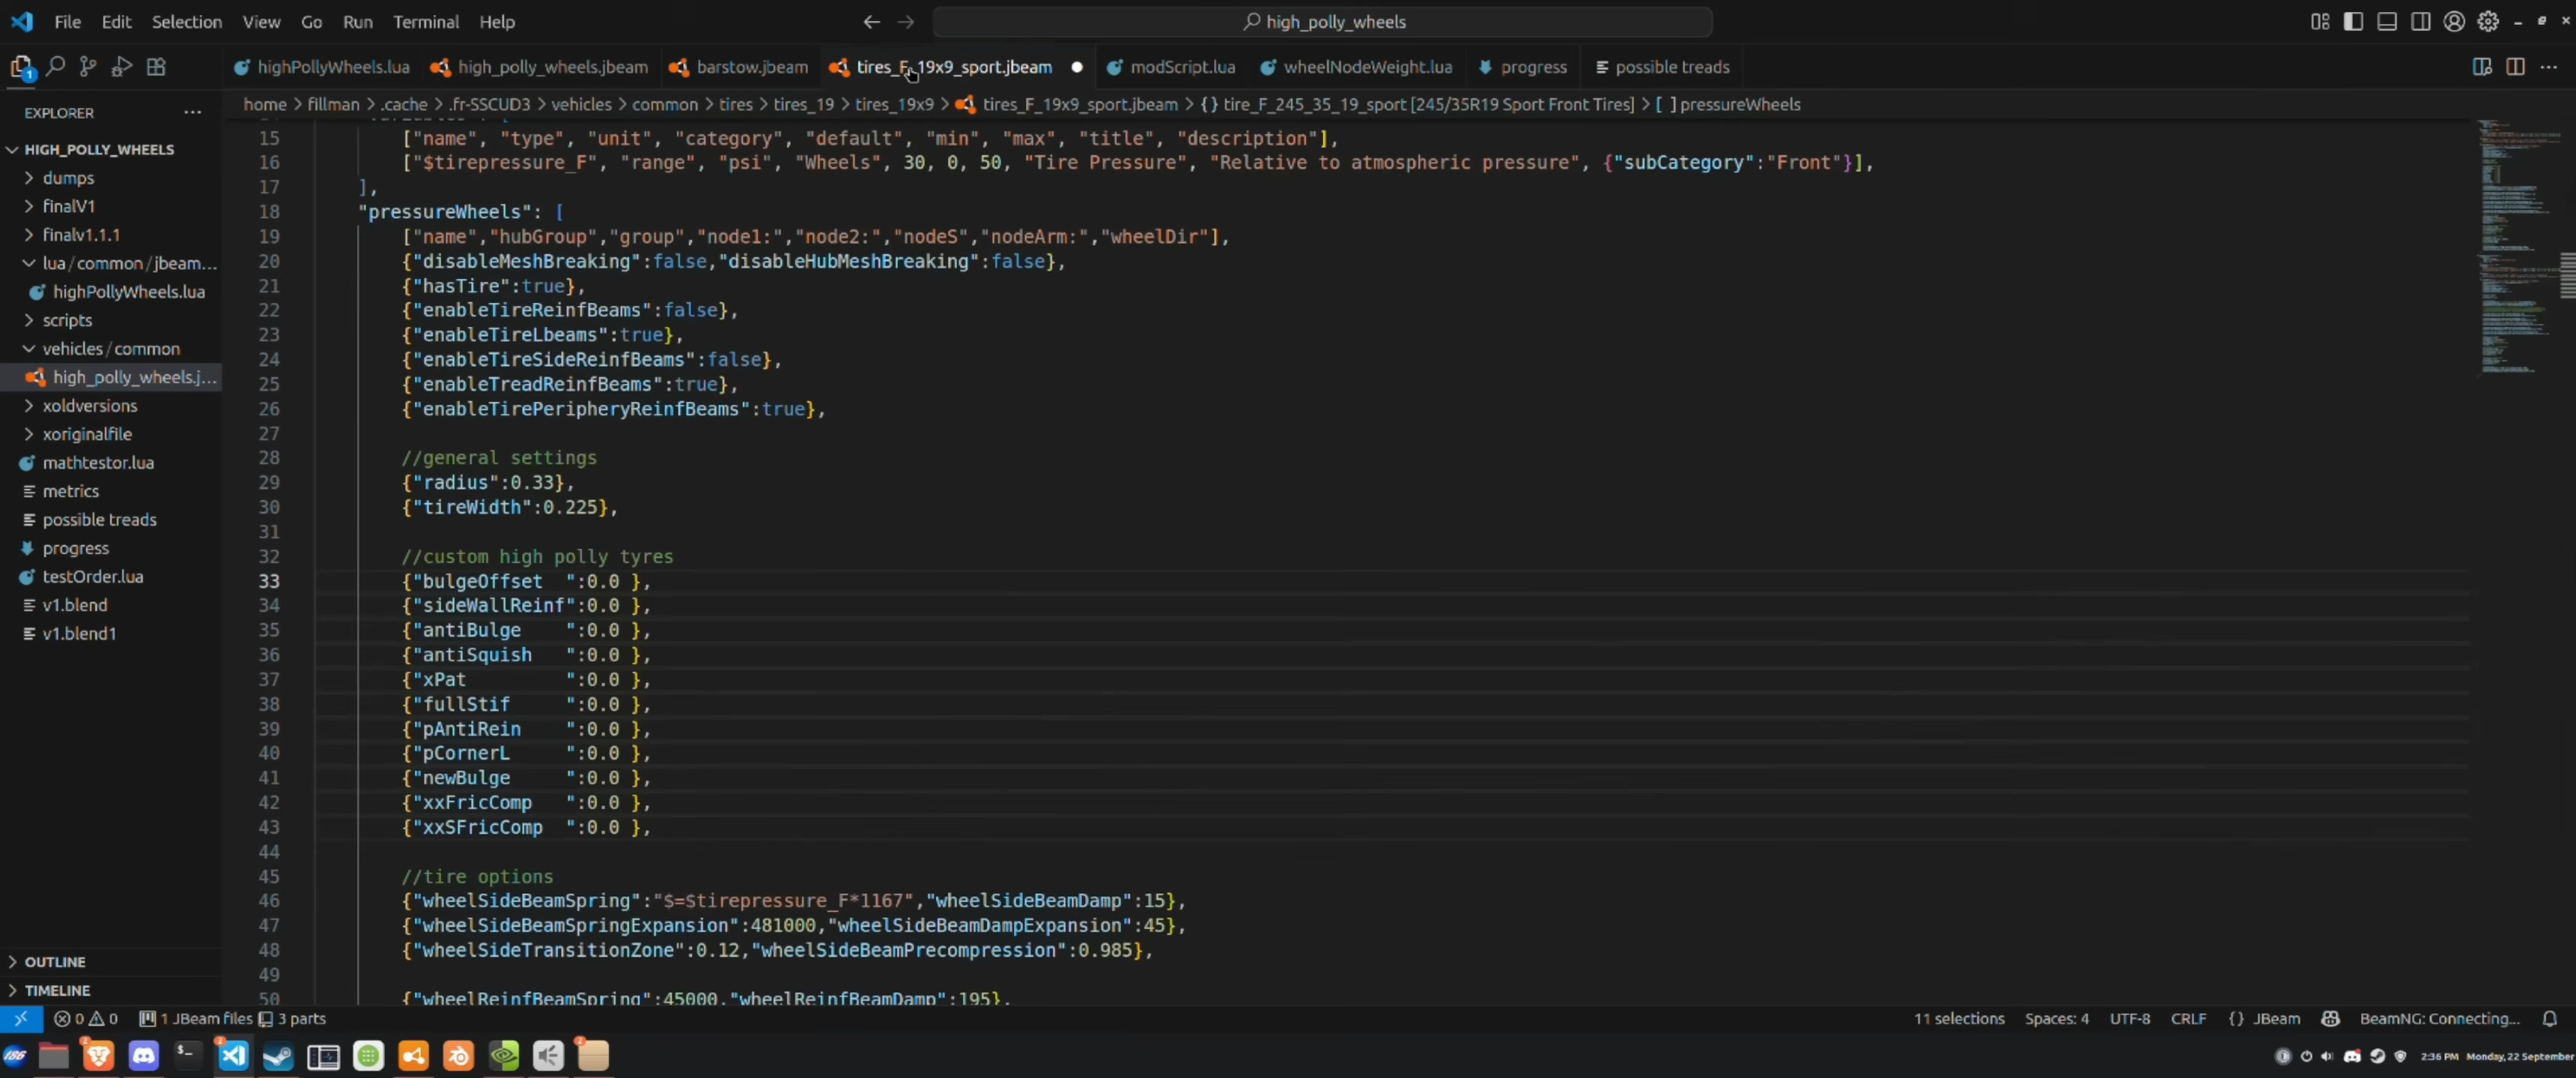 File Edit Selection View Go Run Terminal Help
high_polly_wheels
highPollyWheels.lua high_polly_wheels.jbeam barstow.jbeam tires_F_19x9_sport.jbeam modScript.lua wheelNodeWeight.lua progress possible treads
home > fillman > .cache > .fr-SSCUD3 > vehicles > common > tires > tires_19 > tires_19x9 > tires_F_19x9_sport.jbeam > {} tire_F_245_35_19_sport [245/35R19 Sport Front Tires] > [ ] pressureWheels
EXPLORER
HIGH_POLLY_WHEELS
dumps
finalV1
finalv1.1.1
lua/common/jbeam...
highPollyWheels.lua
scripts
vehicles/common
high_polly_wheels.j...
xoldversions
xoriginalfile
mathtestor.lua
metrics
possible treads
progress
testOrder.lua
v1.blend
v1.blend1
OUTLINE
TIMELINE
15 ["name", "type", "unit", "category", "default", "min", "max", "title", "description"],
16 ["$tirepressure_F", "range", "psi", "Wheels", 30, 0, 50, "Tire Pressure", "Relative to atmospheric pressure", {"subCategory":"Front"}],
17 ],
18 "pressureWheels": [
19 ["name","hubGroup","group","node1:","node2:","nodeS","nodeArm:","wheelDir"],
20 {"disableMeshBreaking":false,"disableHubMeshBreaking":false},
21 {"hasTire":true},
22 {"enableTireReinfBeams":false},
23 {"enableTireLbeams":true},
24 {"enableTireSideReinfBeams":false},
25 {"enableTreadReinfBeams":true},
26 {"enableTirePeripheryReinfBeams":true},
27
28 //general settings
29 {"radius":0.33},
30 {"tireWidth":0.225},
31
32 //custom high polly tyres
33 {"bulgeOffset  ":0.0 },
34 {"sideWallReinf":0.0 },
35 {"antiBulge    ":0.0 },
36 {"antiSquish   ":0.0 },
37 {"xPat         ":0.0 },
38 {"fullStif     ":0.0 },
39 {"pAntiRein    ":0.0 },
40 {"pCornerL     ":0.0 },
41 {"newBulge     ":0.0 },
42 {"xxFricComp   ":0.0 },
43 {"xxSFricComp  ":0.0 },
44
45 //tire options
46 {"wheelSideBeamSpring":"$=$tirepressure_F*1167","wheelSideBeamDamp":15},
47 {"wheelSideBeamSpringExpansion":481000,"wheelSideBeamDampExpansion":45},
48 {"wheelSideTransitionZone":0.12,"wheelSideBeamPrecompression":0.985},
49
50 {"wheelReinfBeamSpring":45000,"wheelReinfBeamDamp":195},
0 0 1 JBeam files 3 parts 11 selections Spaces: 4 UTF-8 CRLF {} JBeam BeamNG: Connecting...
2:36 PM Monday, 22 September